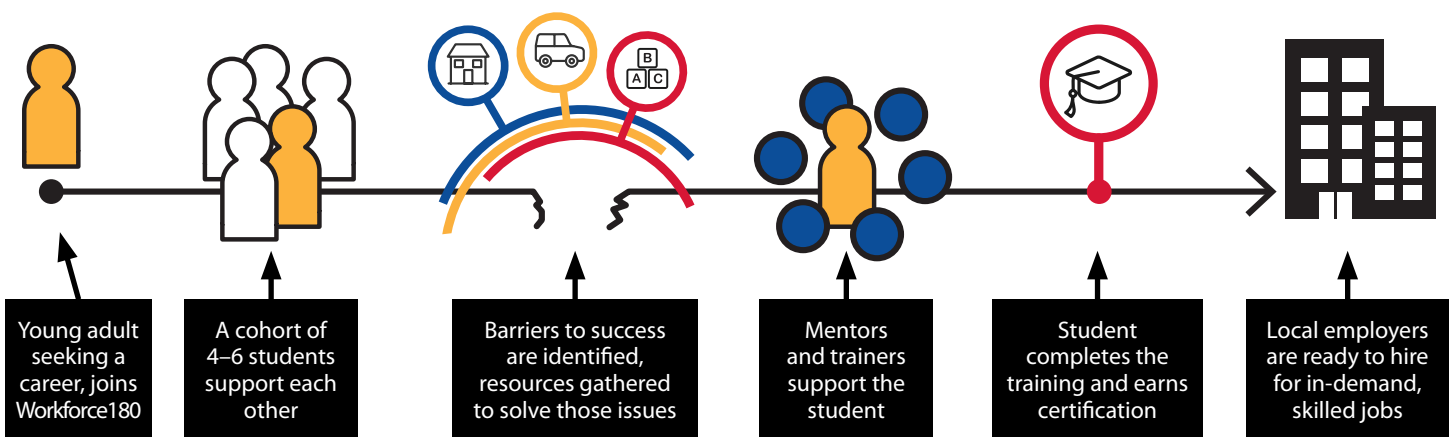 B
A C
Young adult
seeking a
career, joins
Workforce180
A cohort of
4–6 students
support each
other
Barriers to success
are identified,
resources gathered
to solve those issues
Mentors
and trainers
support the
student
Student
completes the
training and earns
certification
Local employers
are ready to hire
for in-demand,
skilled jobs